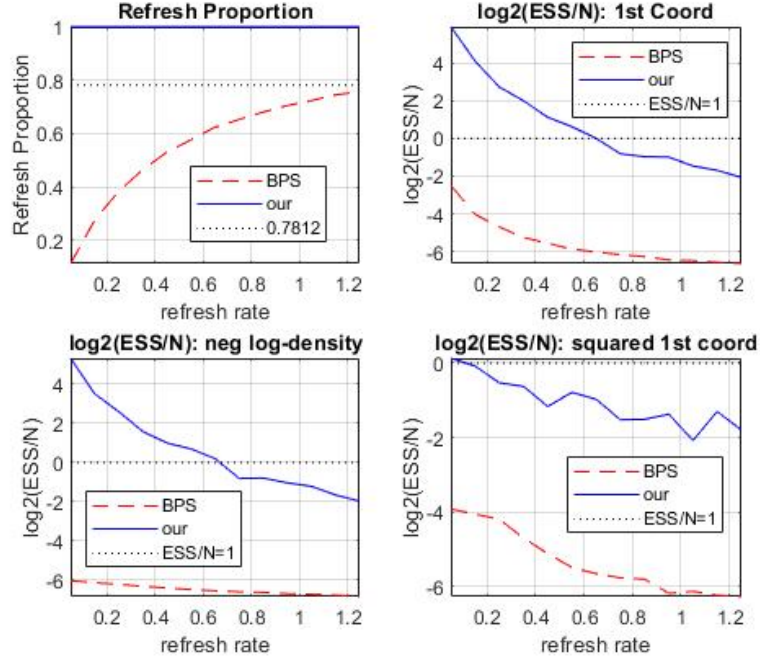 Refresh Proportion
Refresh Proportion
1
0.8
0.6
0.4
0.2
BPS
our
0.7812
0.2 0.4 0.6 0.8 1 1.2
refresh rate
log2(ESS/N): 1st Coord
log2(ESS/N)
4
2
0
-2
-4
-6
BPS
our
ESS/N=1
0.2 0.4 0.6 0.8 1 1.2
refresh rate
log2(ESS/N): neg log-density
log2(ESS/N)
4
2
0
-2
-4
-6
BPS
our
ESS/N=1
0.2 0.4 0.6 0.8 1 1.2
refresh rate
log2(ESS/N): squared 1st coord
log2(ESS/N)
0
-2
-4
-6
BPS
our
ESS/N=1
0.2 0.4 0.6 0.8 1 1.2
refresh rate